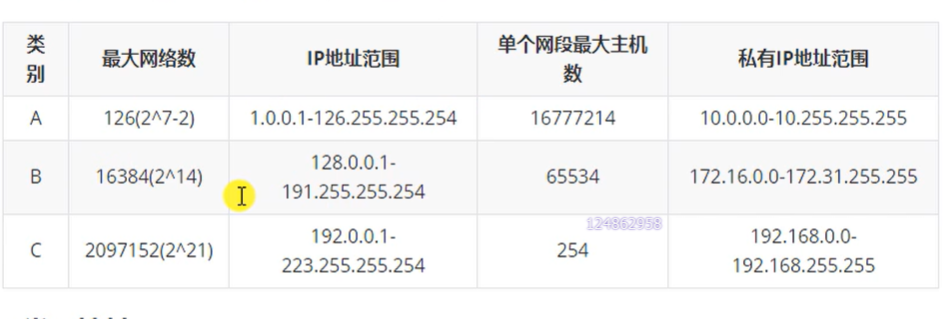 类别 最大网络数 IP地址范围 单个网段最大主机数 私有IP地址范围
A 126(2^7-2) 1.0.0.1-126.255.255.254 16777214 10.0.0.0-10.255.255.255
B 16384(2^14) 128.0.0.1-191.255.255.254 65534 172.16.0.0-172.31.255.255
124862958
C 2097152(2^21) 192.0.0.1-223.255.255.254 254 192.168.0.0-192.168.255.255